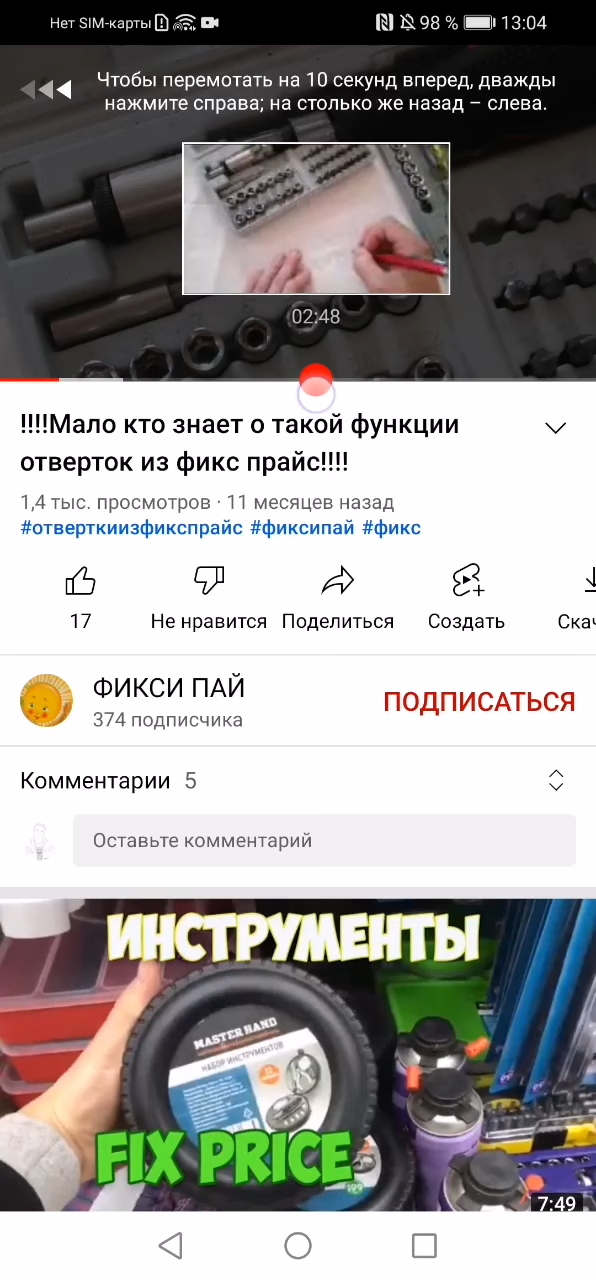 Нет SIM-карты 98 % 13:04
Чтобы перемотать на 10 секунд вперед, дважды
нажмите справа; на столько же назад – слева.
02:48
!!!!Мало кто знает о такой функции
отверток из фикс прайс!!!!
1,4 тыс. просмотров · 11 месяцев назад
#отверткиизфикспрайс #фиксипай #фикс
17 Не нравится Поделиться Создать Скач
ФИКСИ ПАЙ
374 подписчика
ПОДПИСАТЬСЯ
Комментарии 5
Оставьте комментарий
ИНСТРУМЕНТЫ
MASTER HAND
НАБОР ИНСТРУМЕНТОВ
FIX PRICE
7:49